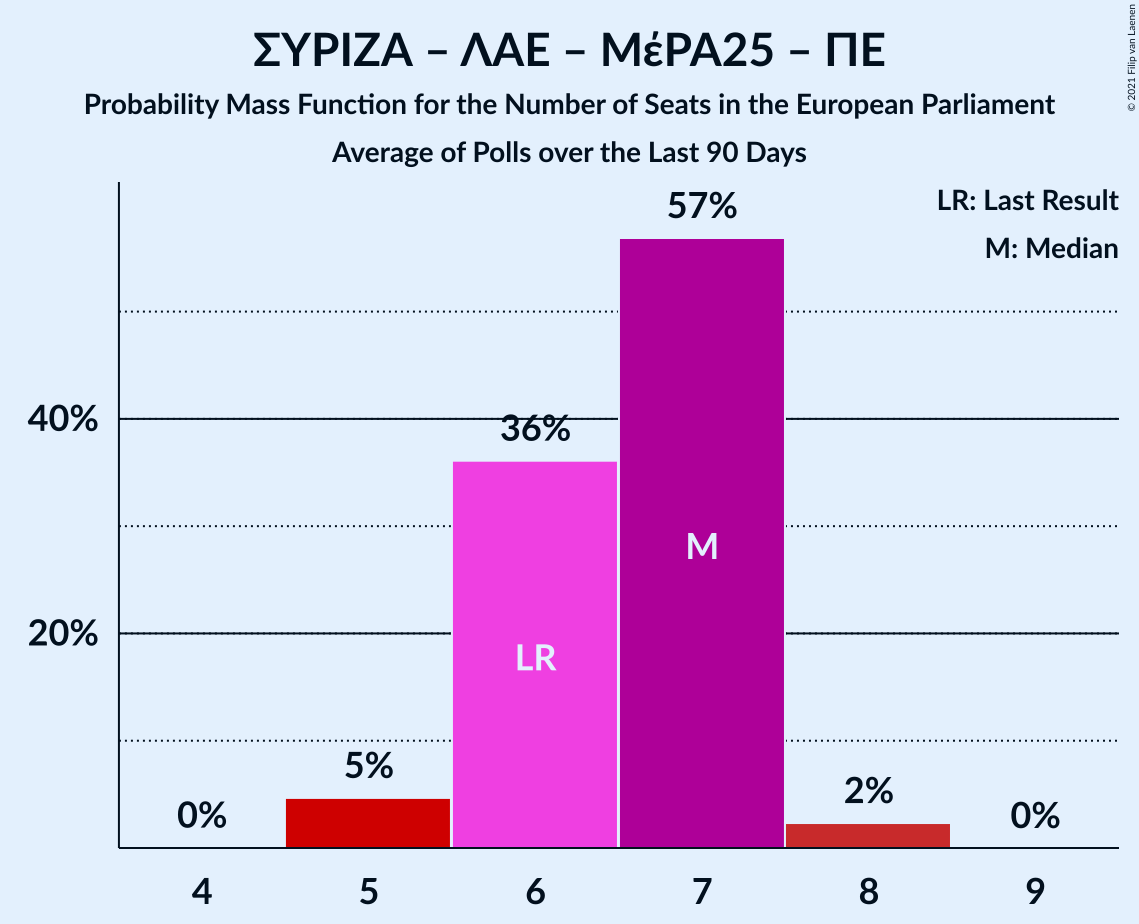 ΣΥΡΙΖΑ – ΛΑΕ – ΜέΡΑ25 – ΠΕ
Probability Mass Function for the Number of Seats in the European Parliament
Average of Polls over the Last 90 Days
© 2021 Filip van Laenen
LR: Last Result
M: Median
57%
40%
36%
M
20%
LR
5%
2%
0%
0%
4 5 6 7 8 9